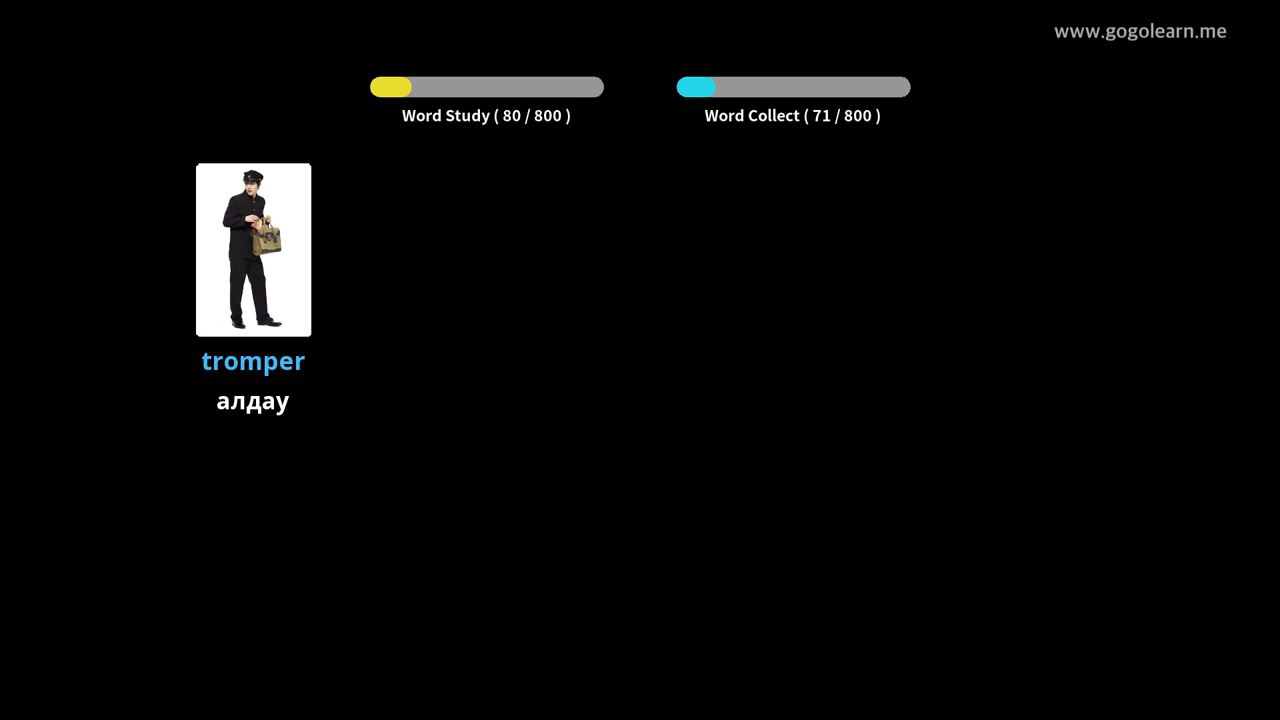 www.gogolearn.me
Word Study ( 80 / 800 )
Word Collect ( 71 / 800 )
tromper
алдау